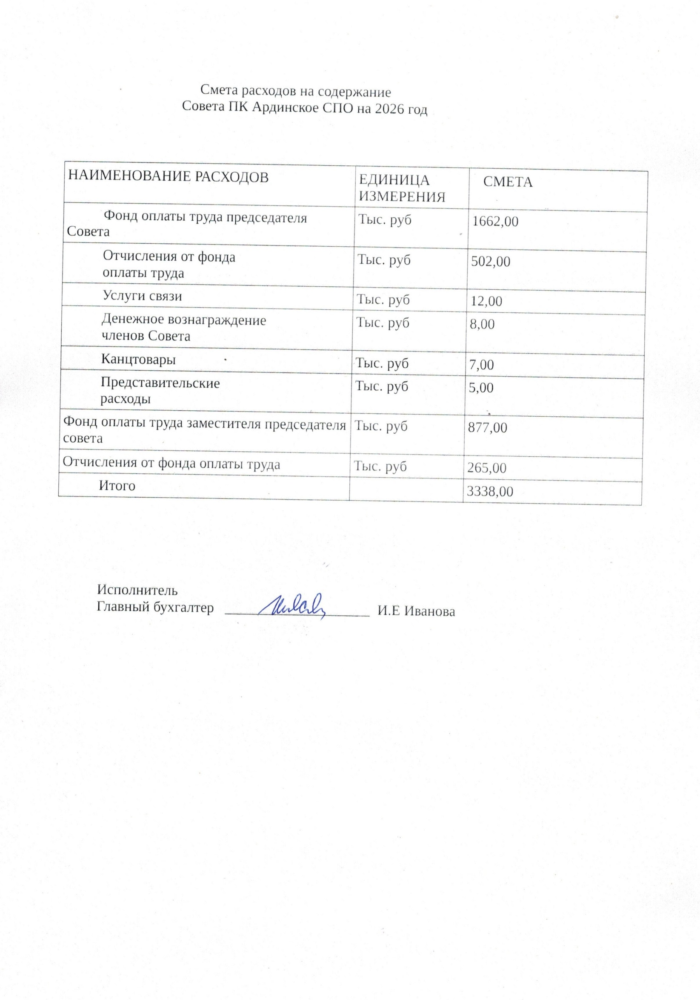 Смета расходов на содержание
Совета ПК Ардинское СПО на 2026 год
НАИМЕНОВАНИЕ РАСХОДОВ ЕДИНИЦА ИЗМЕРЕНИЯ СМЕТА
Фонд оплаты труда председателя Тыс. руб 1662,00
Совета
Отчисления от фонда Тыс. руб 502,00
оплаты труда
Услуги связи Тыс. руб 12,00
Денежное вознаграждение Тыс. руб 8,00
членов Совета
Канцтовары Тыс. руб 7,00
Представительские Тыс. руб 5,00
расходы
Фонд оплаты труда заместителя председателя Тыс. руб 877,00
совета
Отчисления от фонда оплаты труда Тыс. руб 265,00
Итого 3338,00
Исполнитель
Главный бухгалтер И.Е Иванова